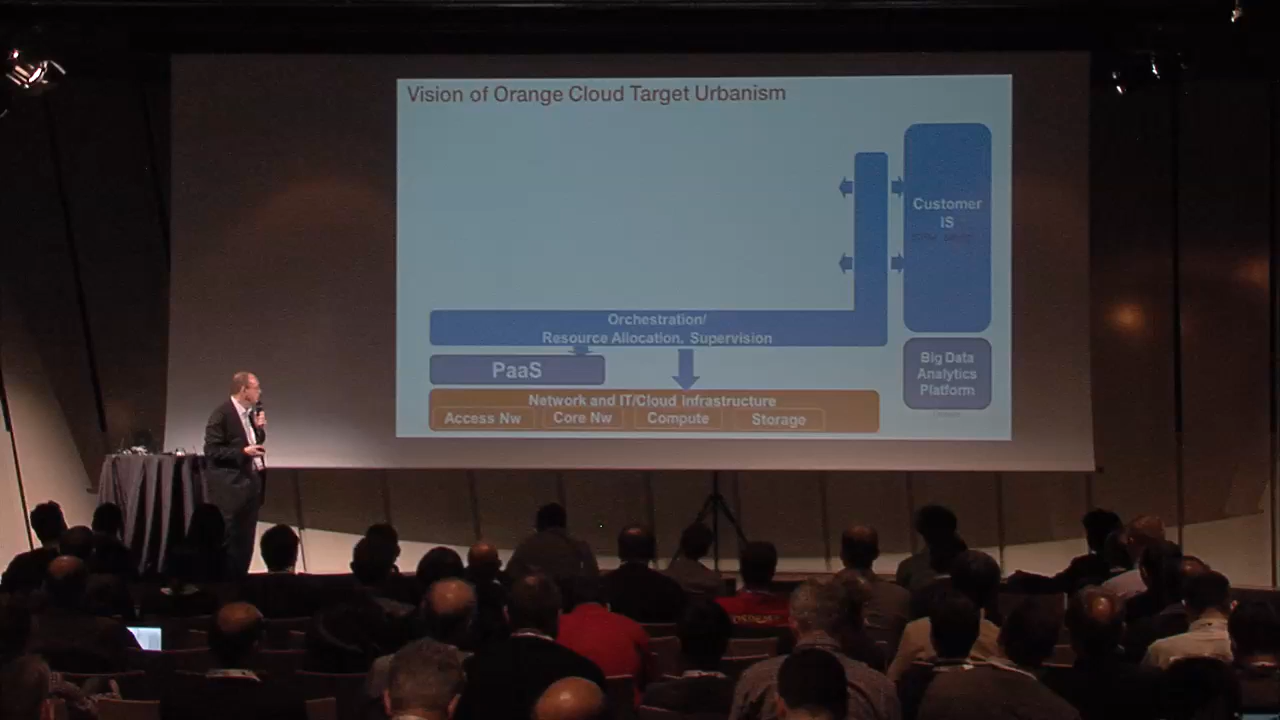 Vision of Orange Cloud Target Urbanism
Customer
IS
Orchestration/
Resource Allocation, Supervision
PaaS
Big Data
Analytics
Platform
Network and IT/Cloud Infrastructure
Access Nw
Core Nw
Compute
Storage